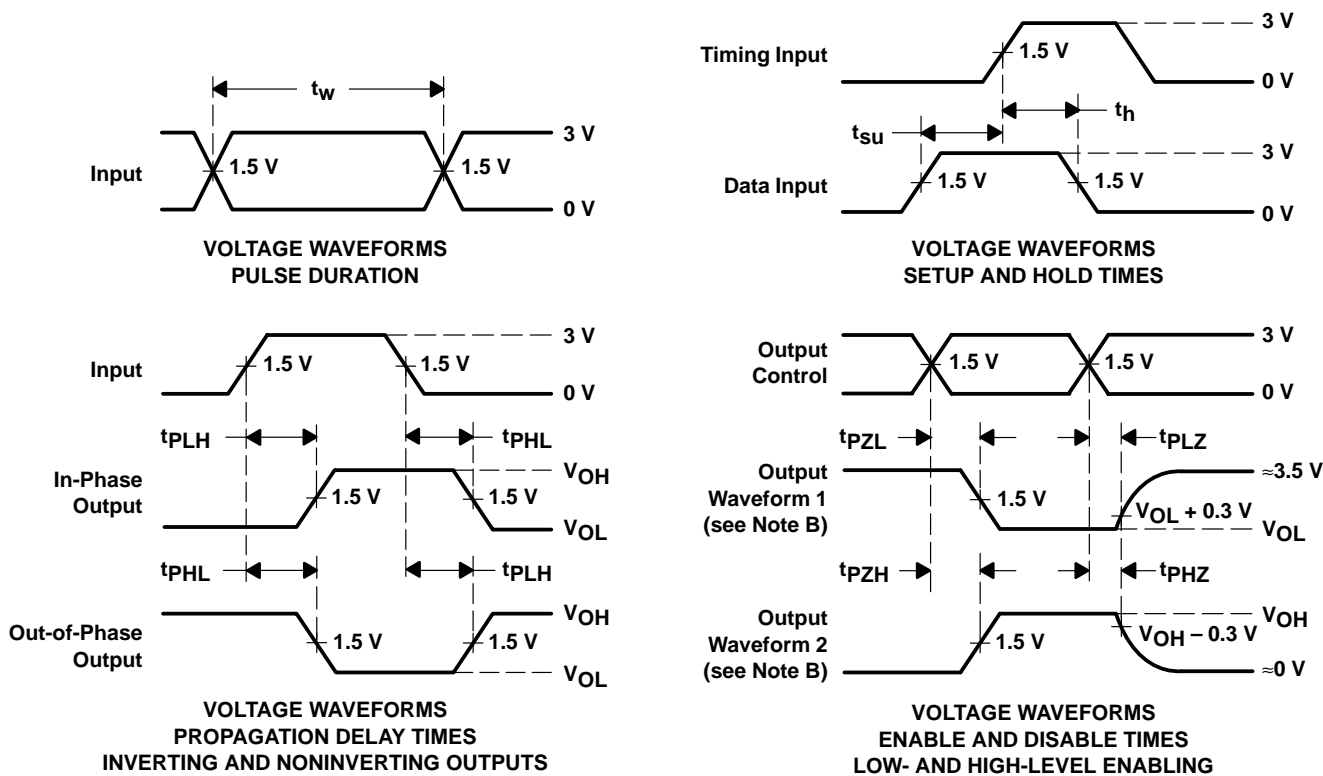 tw
3 V
Input
1.5 V
1.5 V
0 V
VOLTAGE WAVEFORMS
PULSE DURATION
3 V
Timing Input
1.5 V
0 V
th
tsu
3 V
Data Input
1.5 V
1.5 V
0 V
VOLTAGE WAVEFORMS
SETUP AND HOLD TIMES
3 V
Input
1.5 V
1.5 V
0 V
tPLH
tPHL
In-Phase
Output
1.5 V
1.5 V
VOH
VOL
tPHL
tPLH
Out-of-Phase
Output
1.5 V
1.5 V
VOH
VOL
VOLTAGE WAVEFORMS
PROPAGATION DELAY TIMES
INVERTING AND NONINVERTING OUTPUTS
3 V
Output
Control
1.5 V
1.5 V
0 V
tPZL
tPLZ
Output
Waveform 1
(see Note B)
1.5 V
≈3.5 V
VOL + 0.3 V
VOL
tPZH
tPHZ
Output
Waveform 2
(see Note B)
1.5 V
VOH
VOH – 0.3 V
≈0 V
VOLTAGE WAVEFORMS
ENABLE AND DISABLE TIMES
LOW- AND HIGH-LEVEL ENABLING